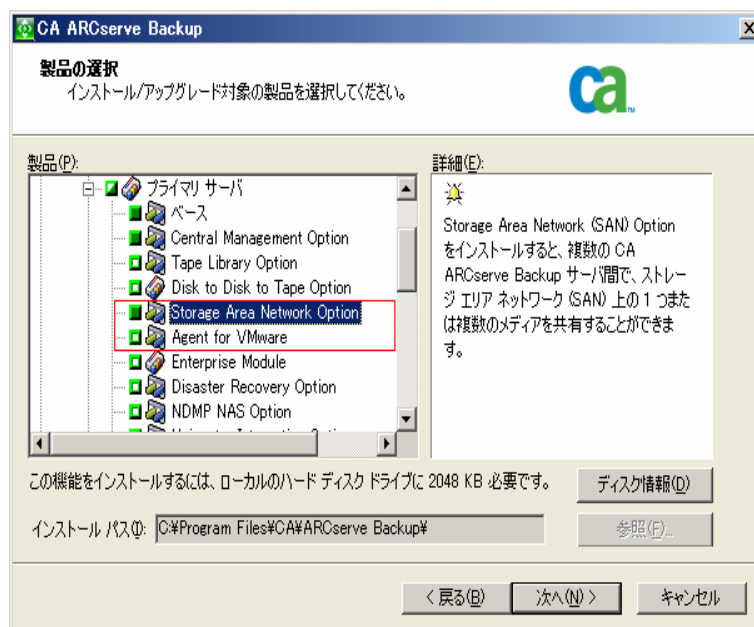 CA ARCserve Backup
製品の選択
インストール/アップグレード対象の製品を選択してください。
ca
製品(P):
プライマリ サーバ
ベース
Central Management Option
Tape Library Option
Disk to Disk to Tape Option
Storage Area Network Option
Agent for VMware
Enterprise Module
Disaster Recovery Option
NDMP NAS Option
詳細(E):
Storage Area Network (SAN) Option
をインストールすると、複数の CA
ARCserve Backup サーバ間で、ストレー
ジ エリア ネットワーク (SAN) 上の 1 つまた
は複数のメディアを共有することができま
す。
この機能をインストールするには、ローカルのハード ディスク ドライブに 2048 KB 必要です。
ディスク情報(D)
インストール パス(I): C:¥Program Files¥CA¥ARCserve Backup¥
参照(F)...
< 戻る(B)
次へ(N) >
キャンセル